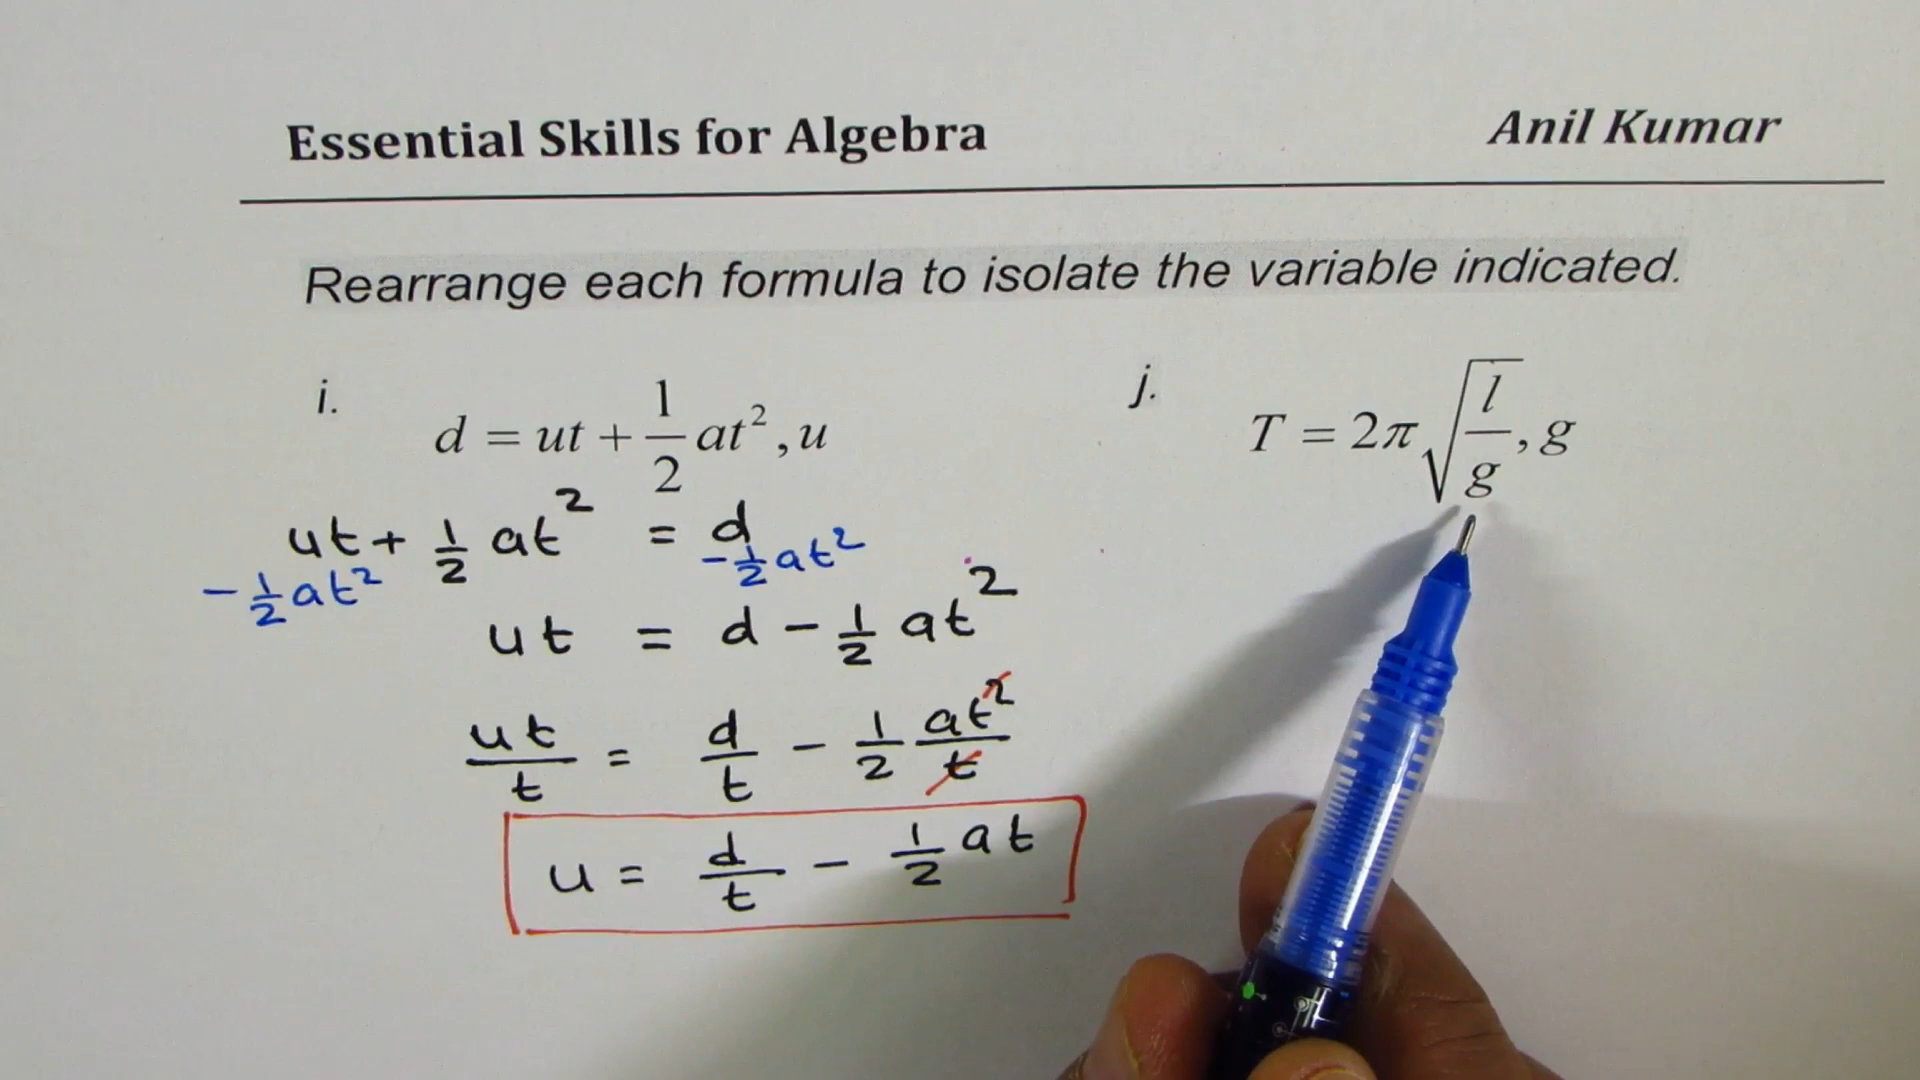 Essential Skills for Algebra Anil Kumar
Rearrange each formula to isolate the variable indicated.
i. d = ut + 1/2 at², u
ut + 1/2 at² = d
- 1/2 at² - 1/2 at²
ut = d - 1/2 at²
ut/t = d/t - 1/2 at²/t
u = d/t - 1/2 at
j. T = 2π√(l/g), g